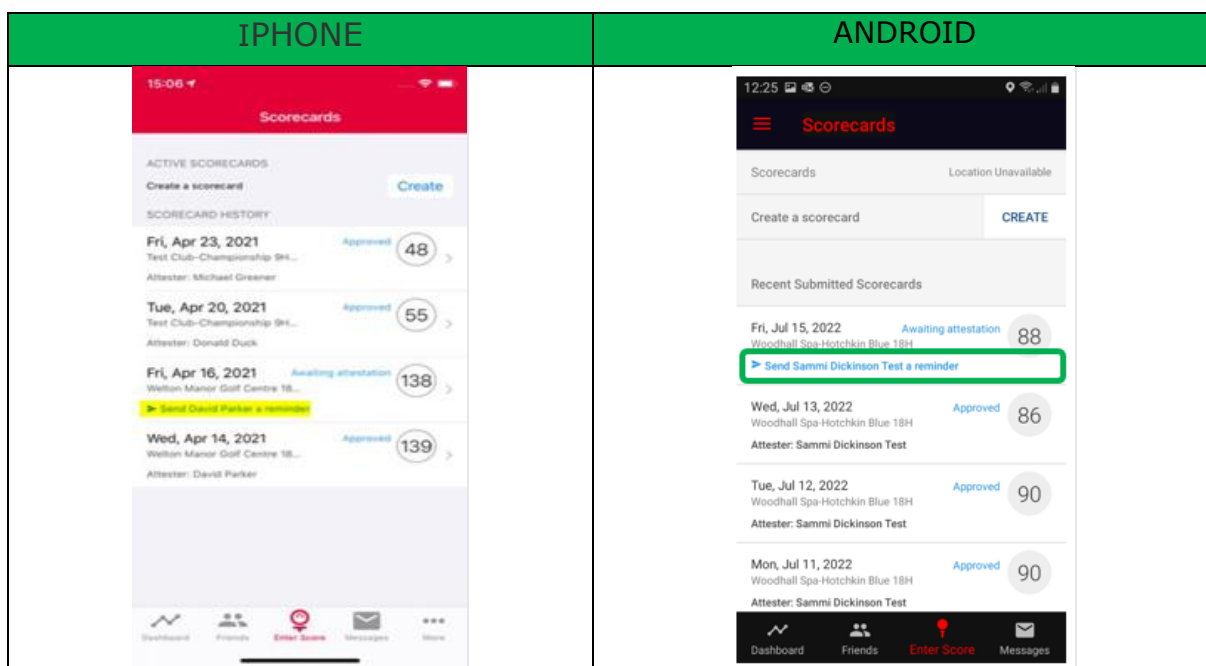 IPHONE
ANDROID
15:06
Scorecards
ACTIVE SCORECARDS
Create a scorecard
Create
SCORECARD HISTORY
Fri, Apr 23, 2021
Approved
48
Test Club-Championship 9H...
Attester: Michael Greener
Tue, Apr 20, 2021
Approved
55
Test Club-Championship 9H...
Attester: Donald Duck
Fri, Apr 16, 2021
Awaiting attestation
138
Welton Manor Golf Centre 18...
Send David Parker a reminder
Wed, Apr 14, 2021
Approved
139
Welton Manor Golf Centre 18...
Attester: David Parker
Dashboard
Friends
Enter Score
Messages
More
12:25
Scorecards
Scorecards
Location Unavailable
Create a scorecard
CREATE
Recent Submitted Scorecards
Fri, Jul 15, 2022
Awaiting attestation
88
Woodhall Spa-Hotchkin Blue 18H
Send Sammi Dickinson Test a reminder
Wed, Jul 13, 2022
Approved
86
Woodhall Spa-Hotchkin Blue 18H
Attester: Sammi Dickinson Test
Tue, Jul 12, 2022
Approved
90
Woodhall Spa-Hotchkin Blue 18H
Attester: Sammi Dickinson Test
Mon, Jul 11, 2022
Approved
90
Woodhall Spa-Hotchkin Blue 18H
Attester: Sammi Dickinson Test
Dashboard
Friends
Enter Score
Messages